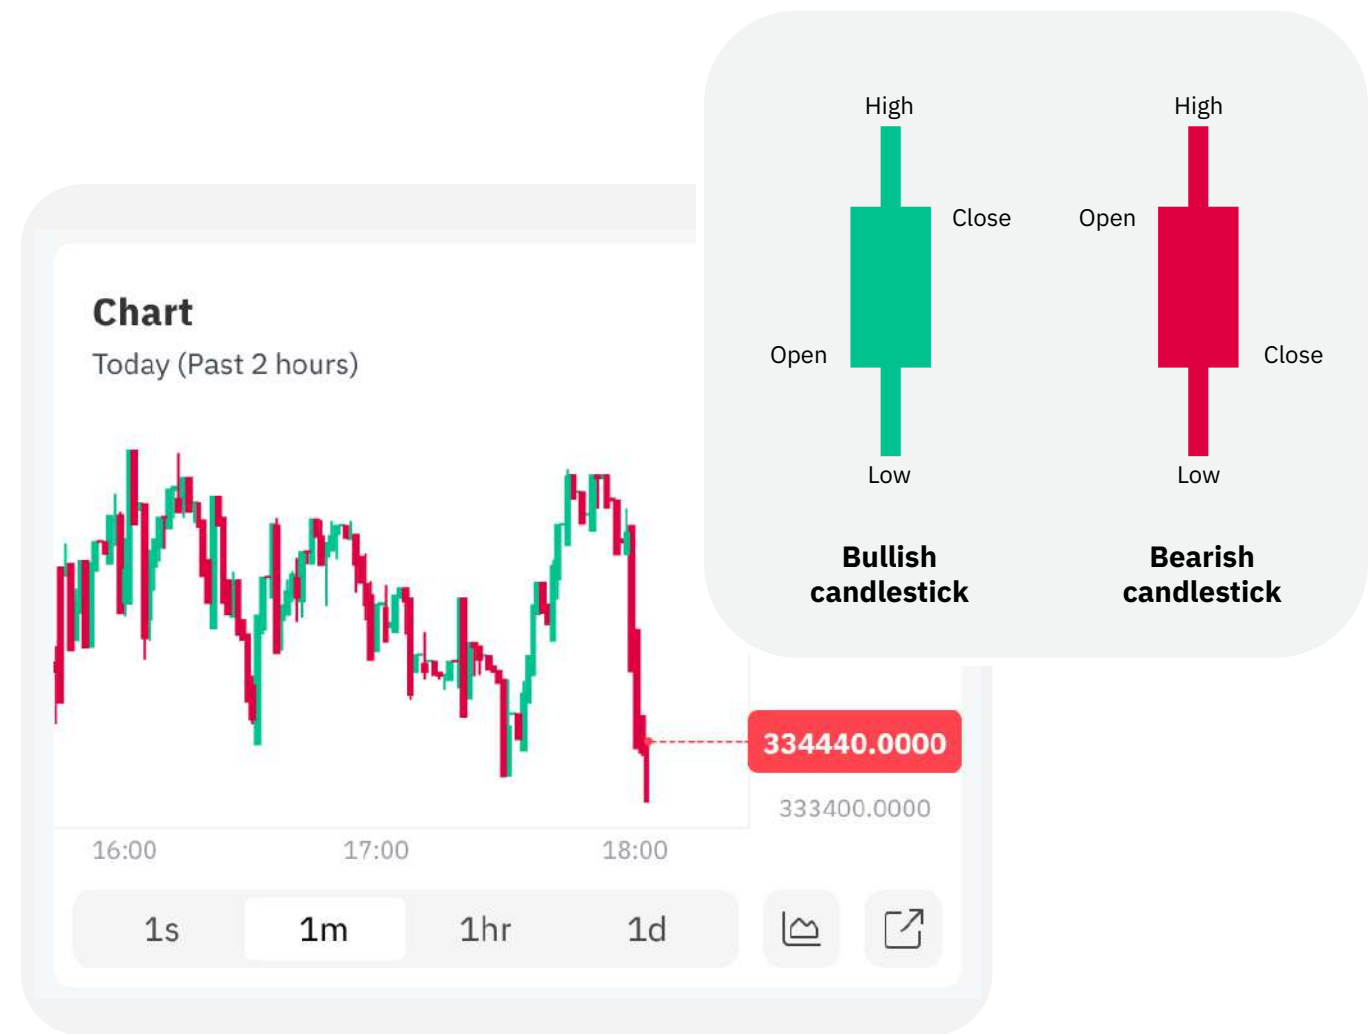 High
High
Close
Open
Open
Close
Low
Low
Bullish
candlestick
Bearish
candlestick
Chart
Today (Past 2 hours)
334440.0000
333400.0000
16:00
17:00
18:00
1s
1m
1hr
1d